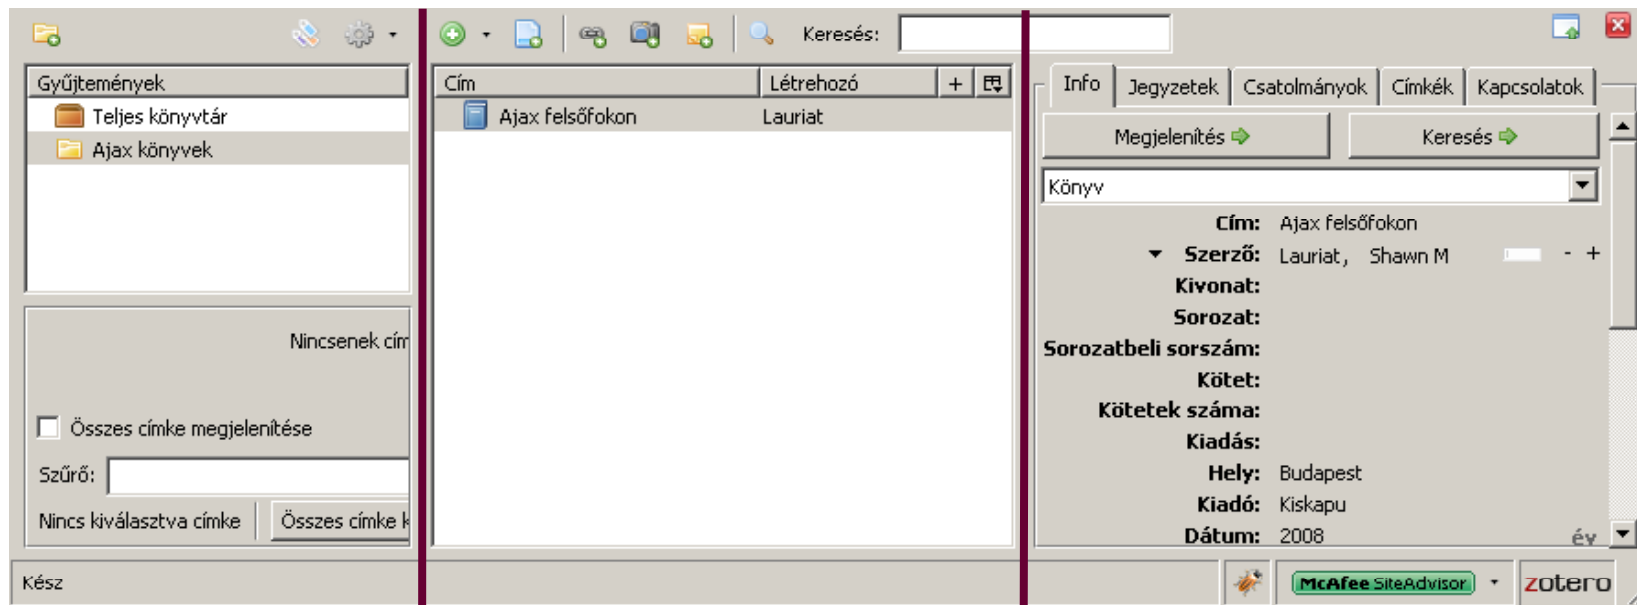 Keresés:
Gyűjtemények
Teljes könyvtár
Ajax könyvek
Nincsenek cím
Összes címke megjelenítése
Szűrő:
Nincs kiválasztva címke
Összes címke k
Cím
Létrehozó
+
Ajax felsőfokon
Lauriat
Info
Jegyzetek
Csatolmányok
Címkék
Kapcsolatok
Megjelenítés
Keresés
Könyv
Cím: Ajax felsőfokon
Szerző: Lauriat, Shawn M - +
Kivonat:
Sorozat:
Sorozatbeli sorszám:
Kötet:
Kötetek száma:
Kiadás:
Hely: Budapest
Kiadó: Kiskapu
Dátum: 2008 év
Kész
McAfee SiteAdvisor
zotero